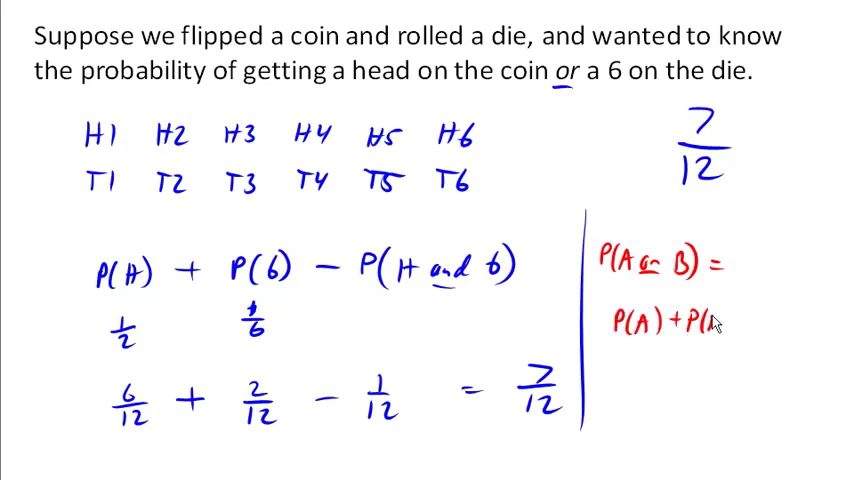 Suppose we flipped a coin and rolled a die, and wanted to know
the probability of getting a head on the coin or a 6 on the die.
H1 H2 H3 H4 H5 H6
T1 T2 T3 T4 T5 T6
7/12
P(H) + P(6) - P(H and 6)
1/2 1/6
6/12 + 2/12 - 1/12 = 7/12
P(A or B) =
P(A) + P(